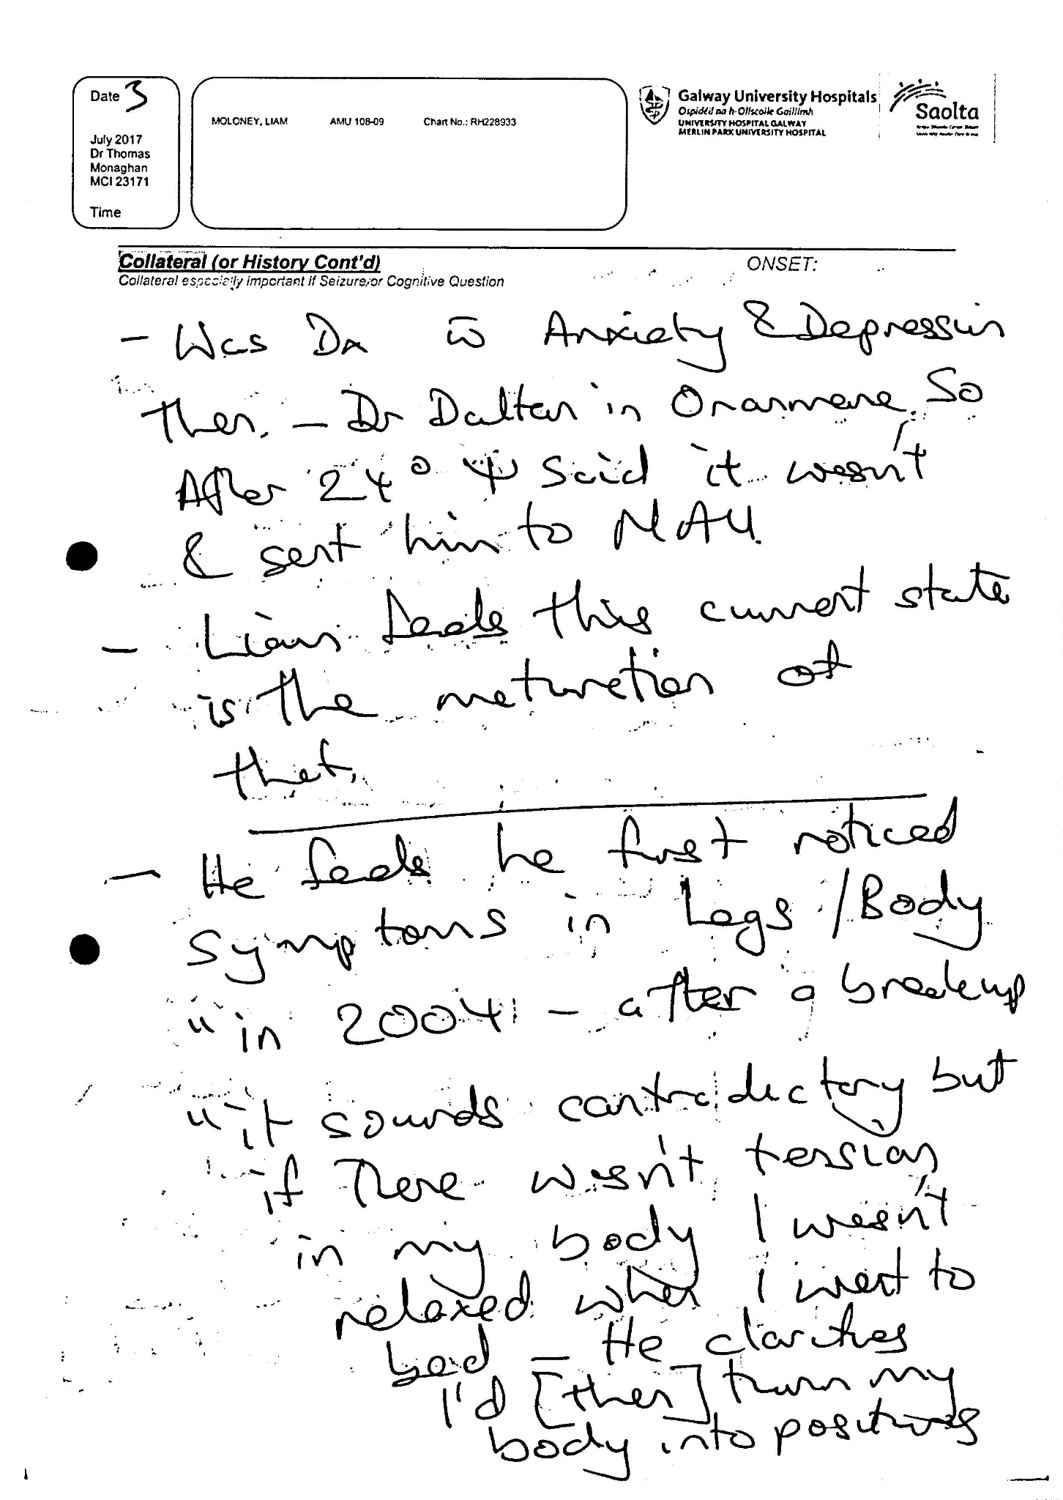 Date 3
July 2017
Dr Thomas
Monaghan
MCI 23171
Time
MOLONEY, LIAM AMU 108-09 Chart No.: RH228933
Galway University Hospitals
Ospidéil na h-Ollscoile Gaillimh
UNIVERSITY HOSPITAL GALWAY
MERLIN PARK UNIVERSITY HOSPITAL
Saolta
Collateral (or History Cont'd) ONSET:
Collateral especially important if Seizure/or Cognitive Question
- Was Dx c̄ Anxiety & Depression
then. - Dr Dalton in Oranmore. So
After 24° Ψ said it wasn't
& sent him to MAU.
- Liam feels this current state
is the maturation of
that.
- He feels he first noticed
symptoms in Legs / Body
"in 2004 - after a breakup
"it sounds contradictory but
if there wasn't tension
in my body I wasn't
relaxed when I went to
bed - He clarifies
I'd [then] turn my
body into positions